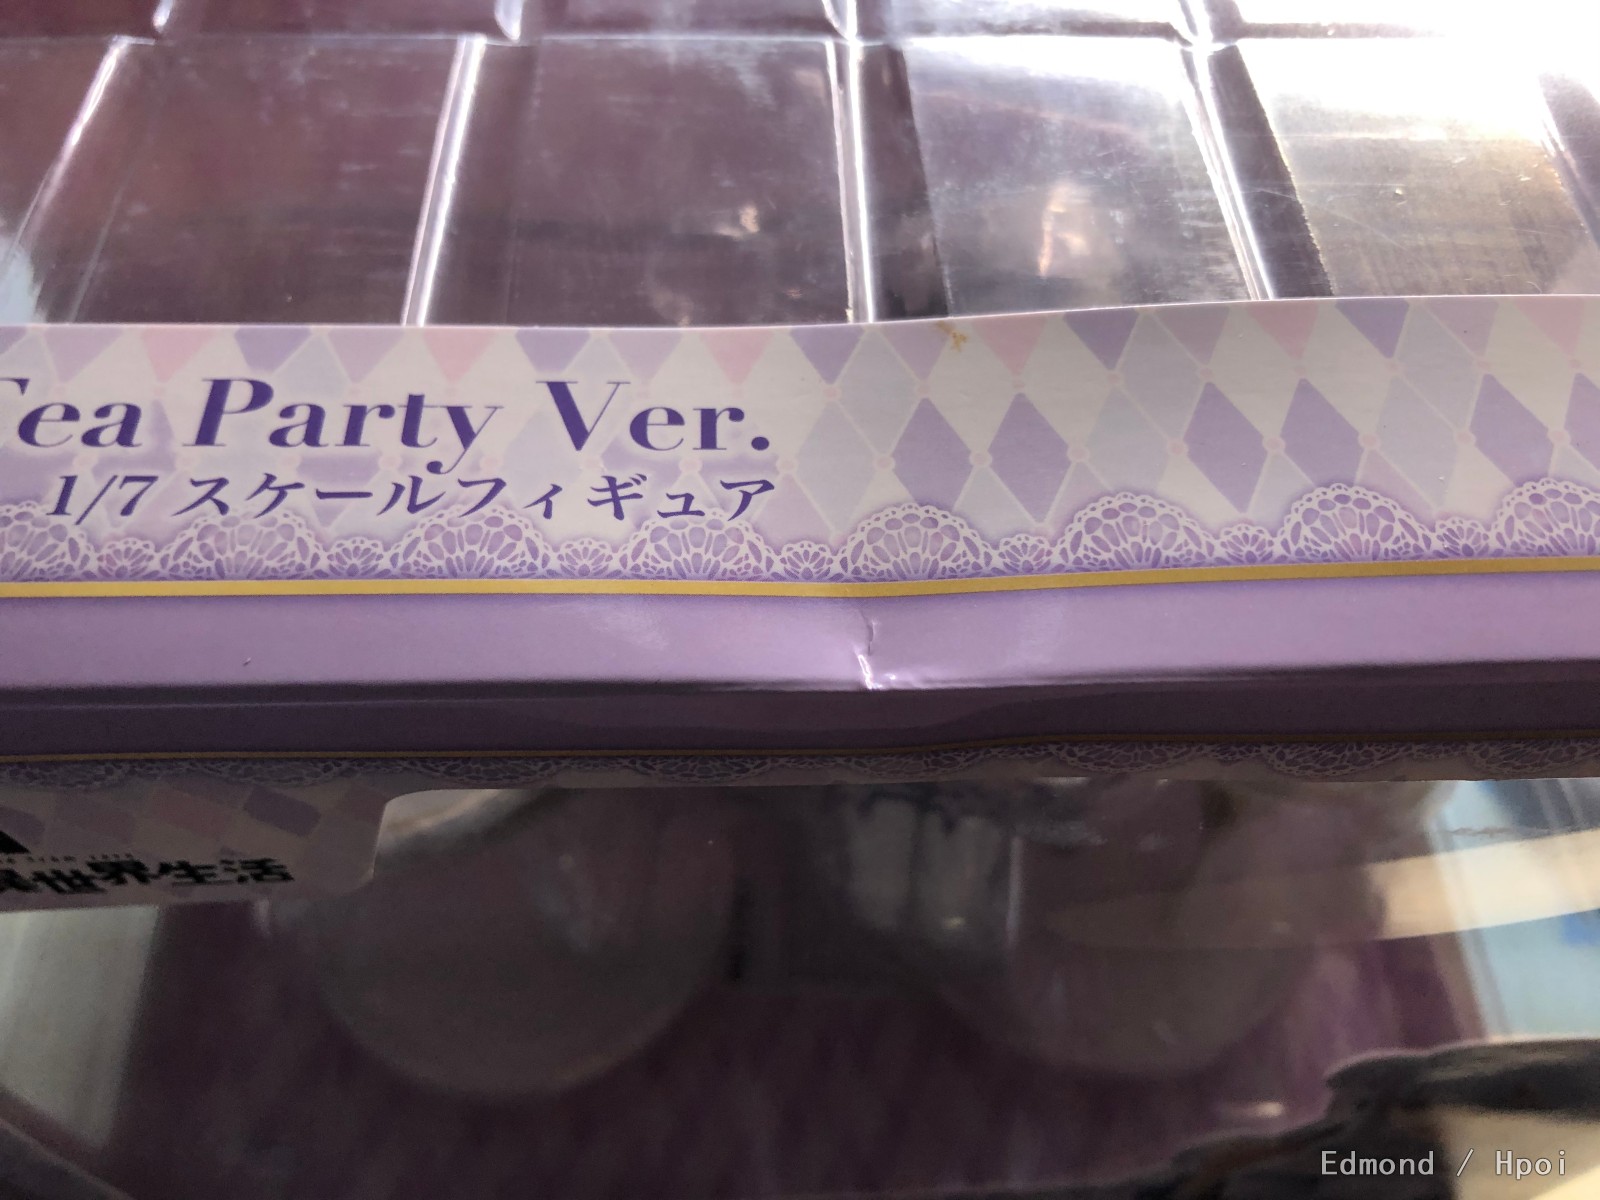 Tea Party Ver.
1/7 スケールフィギュア
異世界生活
Edmond / Hpoi